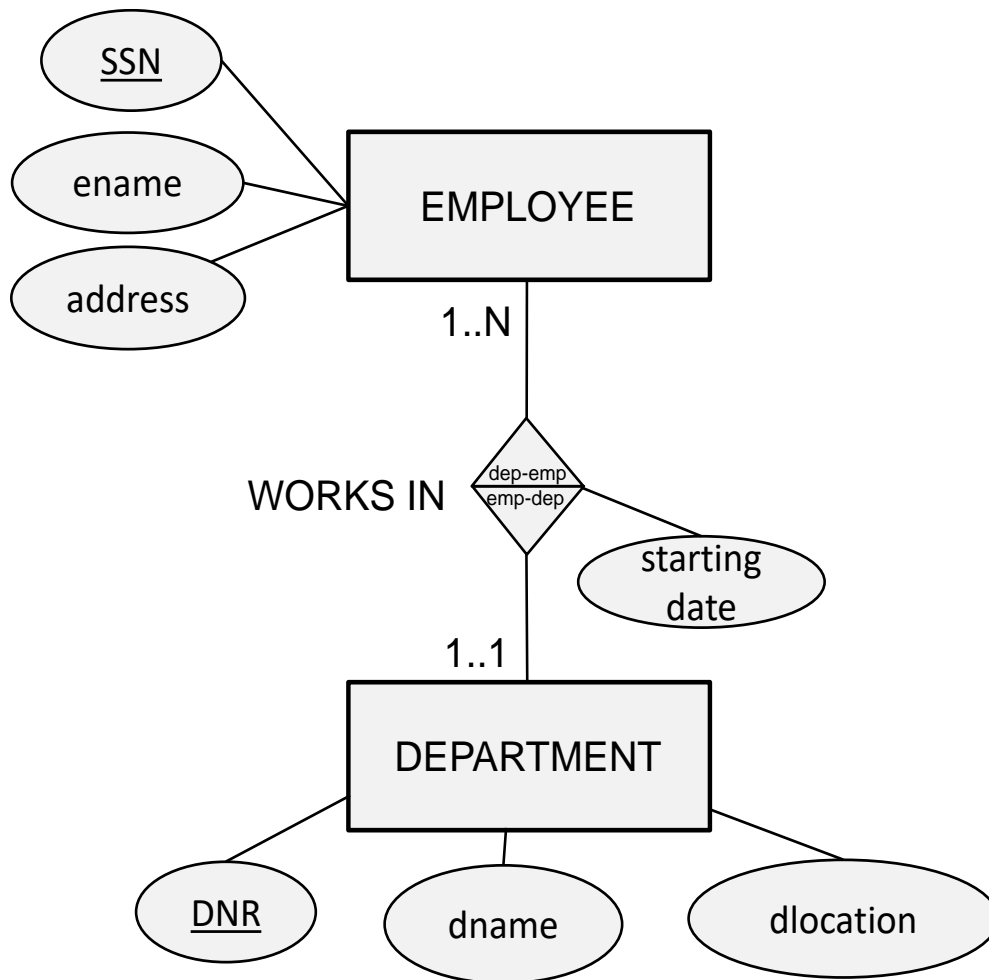 SSN
ename
EMPLOYEE
address
1..N
dep-emp
WORKS IN
emp-dep
starting
date
1..1
DEPARTMENT
DNR
dname
dlocation